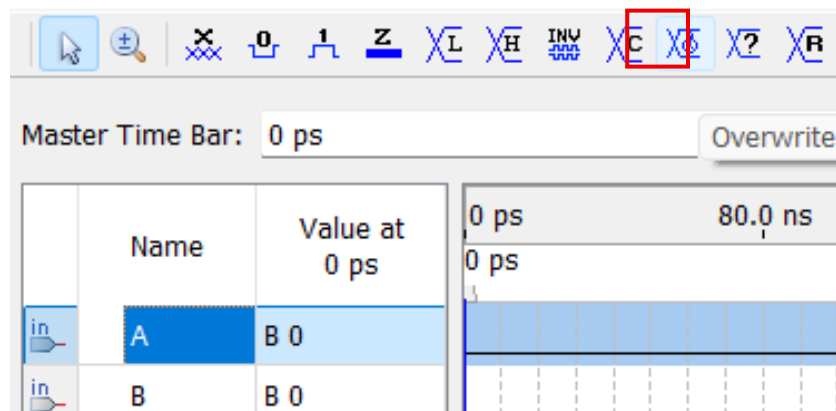 X 0 1 Z L H INV C ? R
Master Time Bar: 0 ps
Overwrite
Name
Value at
0 ps
0 ps
80.0 ns
0 ps
in A B 0
in B B 0